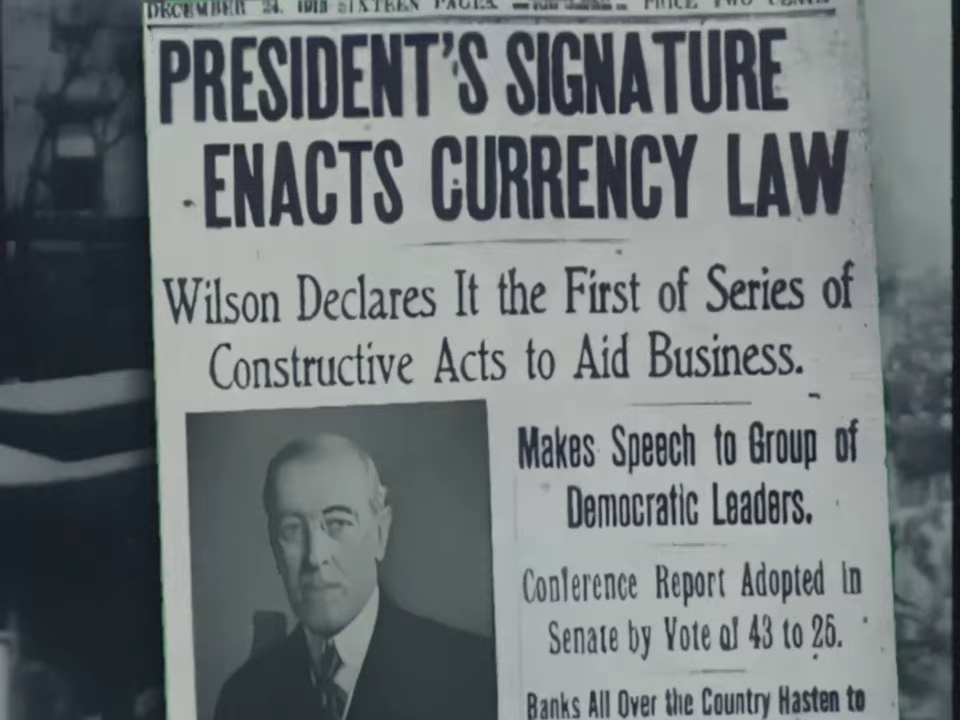 DECEMBER 24, 1913 SIXTEEN PAGES PRICE TWO CENTS
PRESIDENT'S SIGNATURE
ENACTS CURRENCY LAW
Wilson Declares It the First of Series of
Constructive Acts to Aid Business.
Makes Speech to Group of
Democratic Leaders.
Conference Report Adopted in
Senate by Vote of 43 to 25.
Banks All Over the Country Hasten to